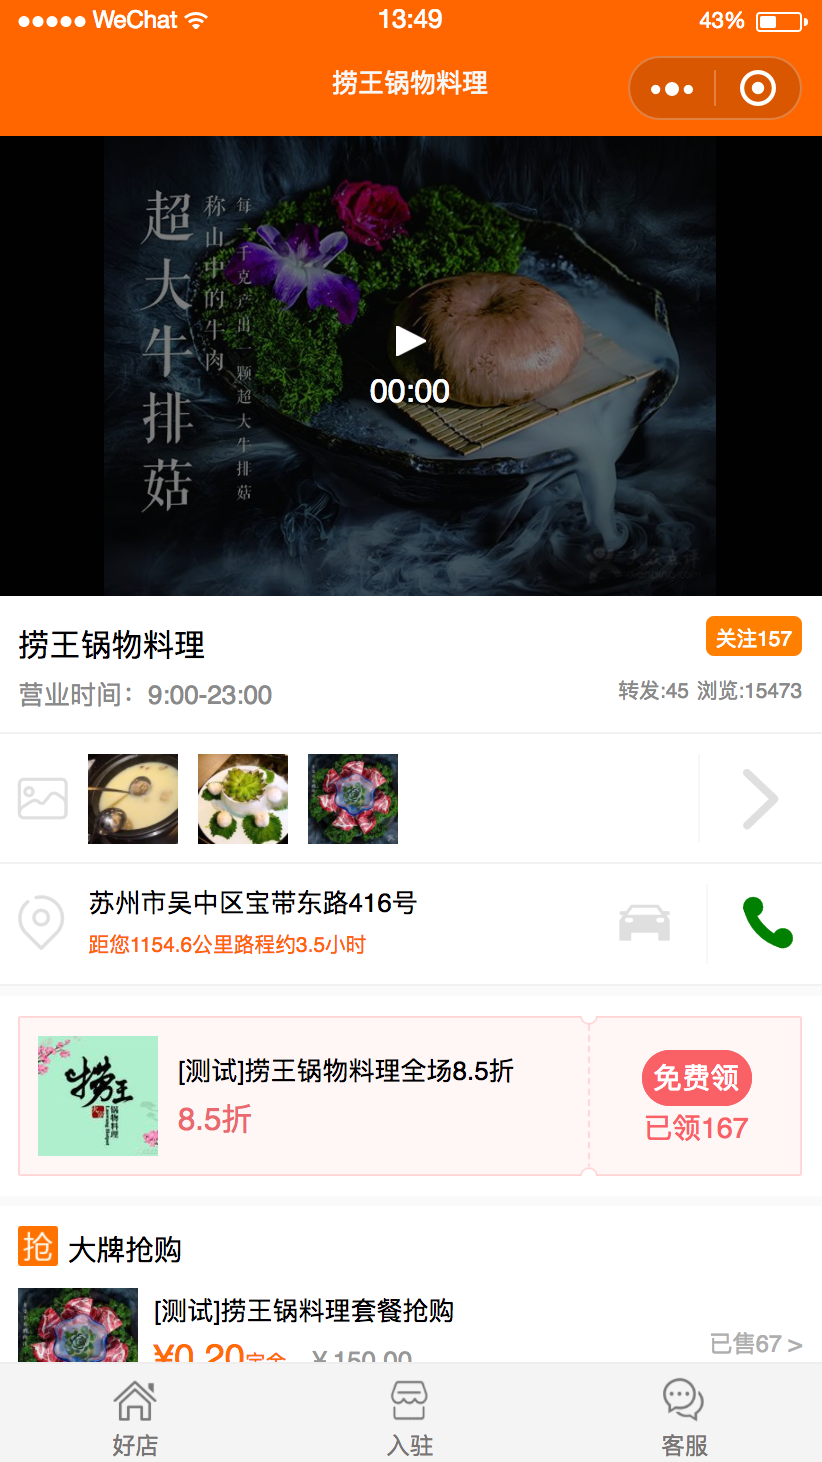 WeChat
13:49
43%
捞王锅物料理
超大牛排菇
称山中的牛肉
每一千克产出一颗超大牛排菇
00:00
捞王锅物料理
关注157
营业时间：9:00-23:00
转发:45 浏览:15473
苏州市吴中区宝带东路416号
距您1154.6公里路程约3.5小时
捞王
锅物料理
[测试]捞王锅物料理全场8.5折
8.5折
免费领
已领167
抢 大牌抢购
[测试]捞王锅料理套餐抢购
¥0.20定金 ¥150.00
已售67 >
好店
入驻
客服